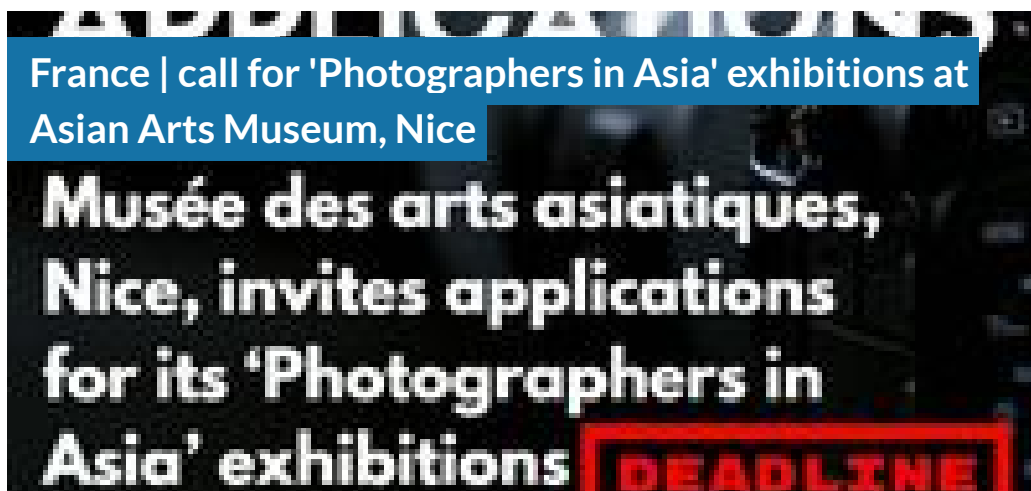 APPLICATIONS
France | call for 'Photographers in Asia' exhibitions at
Asian Arts Museum, Nice
Musée des arts asiatiques,
Nice, invites applications
for its ‘Photographers in
Asia’ exhibitions
DEADLINE